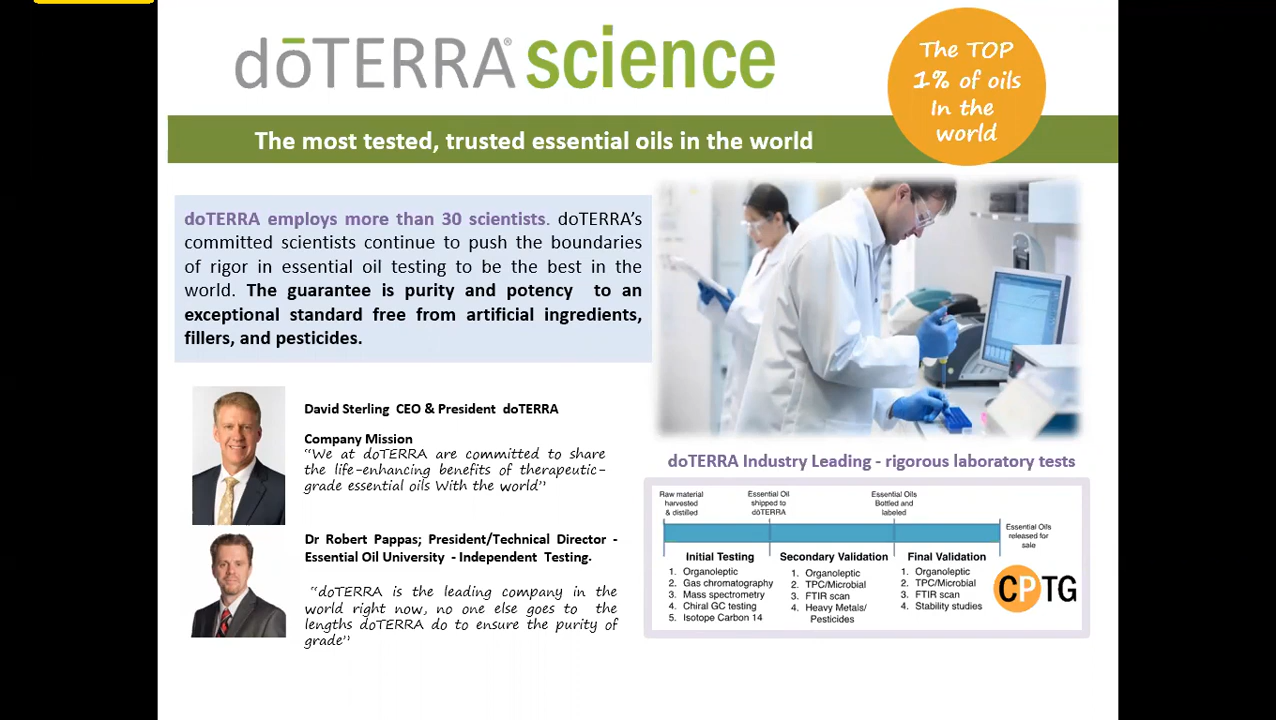 dōTERRA® science
The TOP
1% of oils
In the
world
The most tested, trusted essential oils in the world
doTERRA employs more than 30 scientists. doTERRA’s
committed scientists continue to push the boundaries
of rigor in essential oil testing to be the best in the
world. The guarantee is purity and potency to an
exceptional standard free from artificial ingredients,
fillers, and pesticides.
David Sterling CEO & President doTERRA
Company Mission
“We at doTERRA are committed to share
the life-enhancing benefits of therapeutic-
grade essential oils With the world”
Dr Robert Pappas; President/Technical Director -
Essential Oil University - Independent Testing.
“doTERRA is the leading company in the
world right now, no one else goes to the
lengths doTERRA do to ensure the purity of
grade”
doTERRA Industry Leading - rigorous laboratory tests
Raw material
harvested
& distilled
Essential Oil
shipped to
dōTERRA
Essential Oils
Bottled and
labeled
Essential Oils
released for
sale
Initial Testing
1. Organoleptic
2. Gas chromatography
3. Mass spectrometry
4. Chiral GC testing
5. Isotope Carbon 14
Secondary Validation
1. Organoleptic
2. TPC/Microbial
3. FTIR scan
4. Heavy Metals/
Pesticides
Final Validation
1. Organoleptic
2. TPC/Microbial
3. FTIR scan
4. Stability studies
CPTG